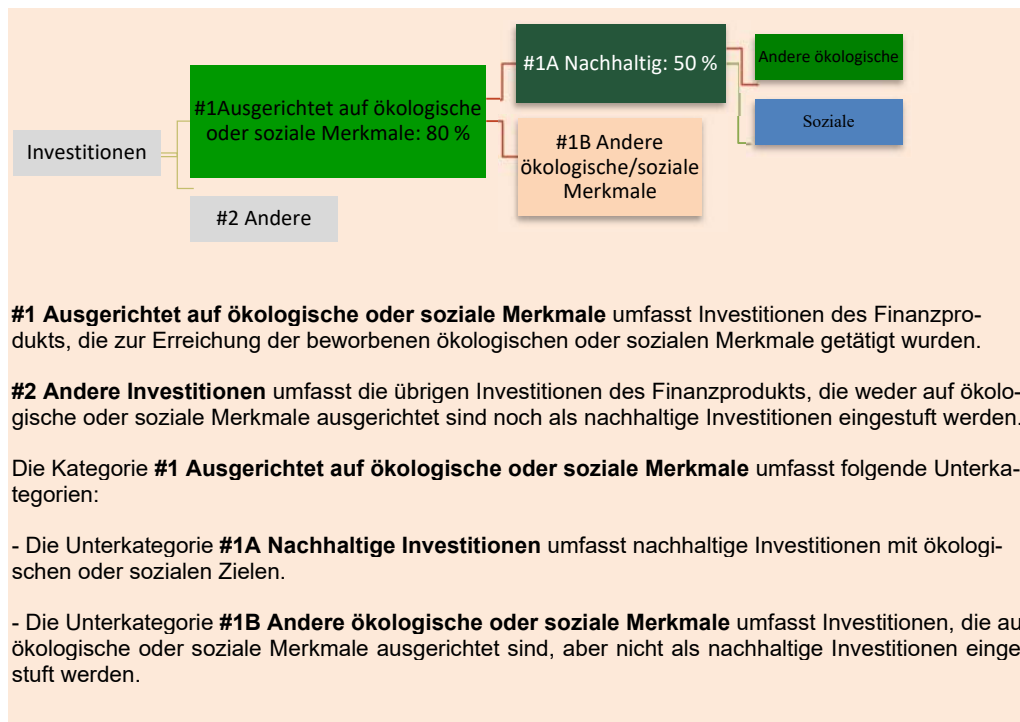 #1A Nachhaltig: 50 %
Andere ökologische
#1Ausgerichtet auf ökologische
oder soziale Merkmale: 80 %
Soziale
Investitionen
#1B Andere
ökologische/soziale
Merkmale
#2 Andere
#1 Ausgerichtet auf ökologische oder soziale Merkmale umfasst Investitionen des Finanzpro-
dukts, die zur Erreichung der beworbenen ökologischen oder sozialen Merkmale getätigt wurden.
#2 Andere Investitionen umfasst die übrigen Investitionen des Finanzprodukts, die weder auf ökolo-
gische oder soziale Merkmale ausgerichtet sind noch als nachhaltige Investitionen eingestuft werden.
Die Kategorie #1 Ausgerichtet auf ökologische oder soziale Merkmale umfasst folgende Unterka-
tegorien:
- Die Unterkategorie #1A Nachhaltige Investitionen umfasst nachhaltige Investitionen mit ökologi-
schen oder sozialen Zielen.
- Die Unterkategorie #1B Andere ökologische oder soziale Merkmale umfasst Investitionen, die au
ökologische oder soziale Merkmale ausgerichtet sind, aber nicht als nachhaltige Investitionen einge
stuft werden.